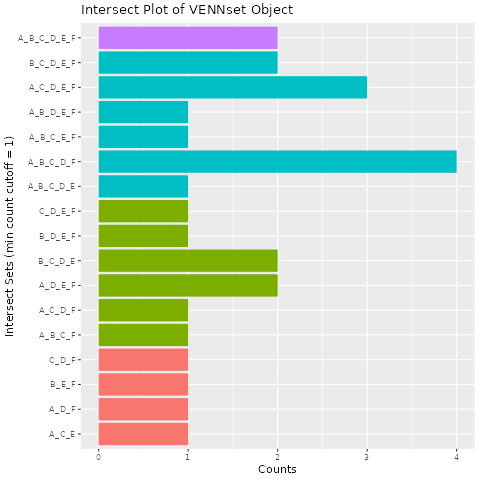 Intersect Plot of VENNset Object
Intersect Sets (min count cutoff = 1)
A_B_C_D_E_F
B_C_D_E_F
A_C_D_E_F
A_B_D_E_F
A_B_C_E_F
A_B_C_D_F
A_B_C_D_E
C_D_E_F
B_D_E_F
B_C_D_E
A_D_E_F
A_C_D_F
A_B_C_F
C_D_F
B_E_F
A_D_F
A_C_E
0 1 2 3 4
Counts